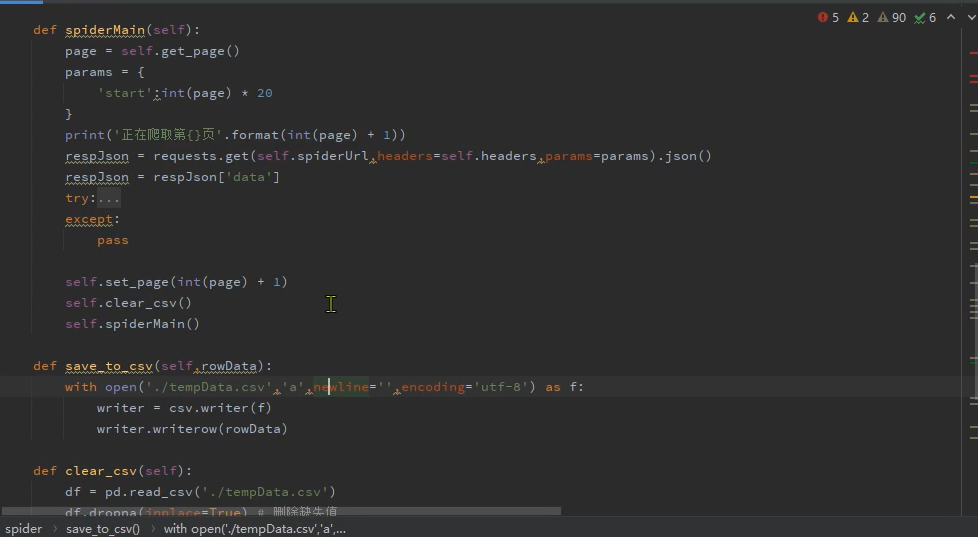 5 2 90 6
def spiderMain(self):
page = self.get_page()
params = {
'start':int(page) * 20
}
print('正在爬取第{}页'.format(int(page) + 1))
respJson = requests.get(self.spiderUrl,headers=self.headers,params=params).json()
respJson = respJson['data']
try:...
except:
pass
self.set_page(int(page) + 1)
self.clear_csv()
self.spiderMain()
def save_to_csv(self,rowData):
with open('./tempData.csv','a',newline='',encoding='utf-8') as f:
writer = csv.writer(f)
writer.writerow(rowData)
def clear_csv(self):
df = pd.read_csv('./tempData.csv')
df.dropna(inplace=True) # 删除缺失值
spider > save_to_csv() > with open('./tempData.csv','a',...